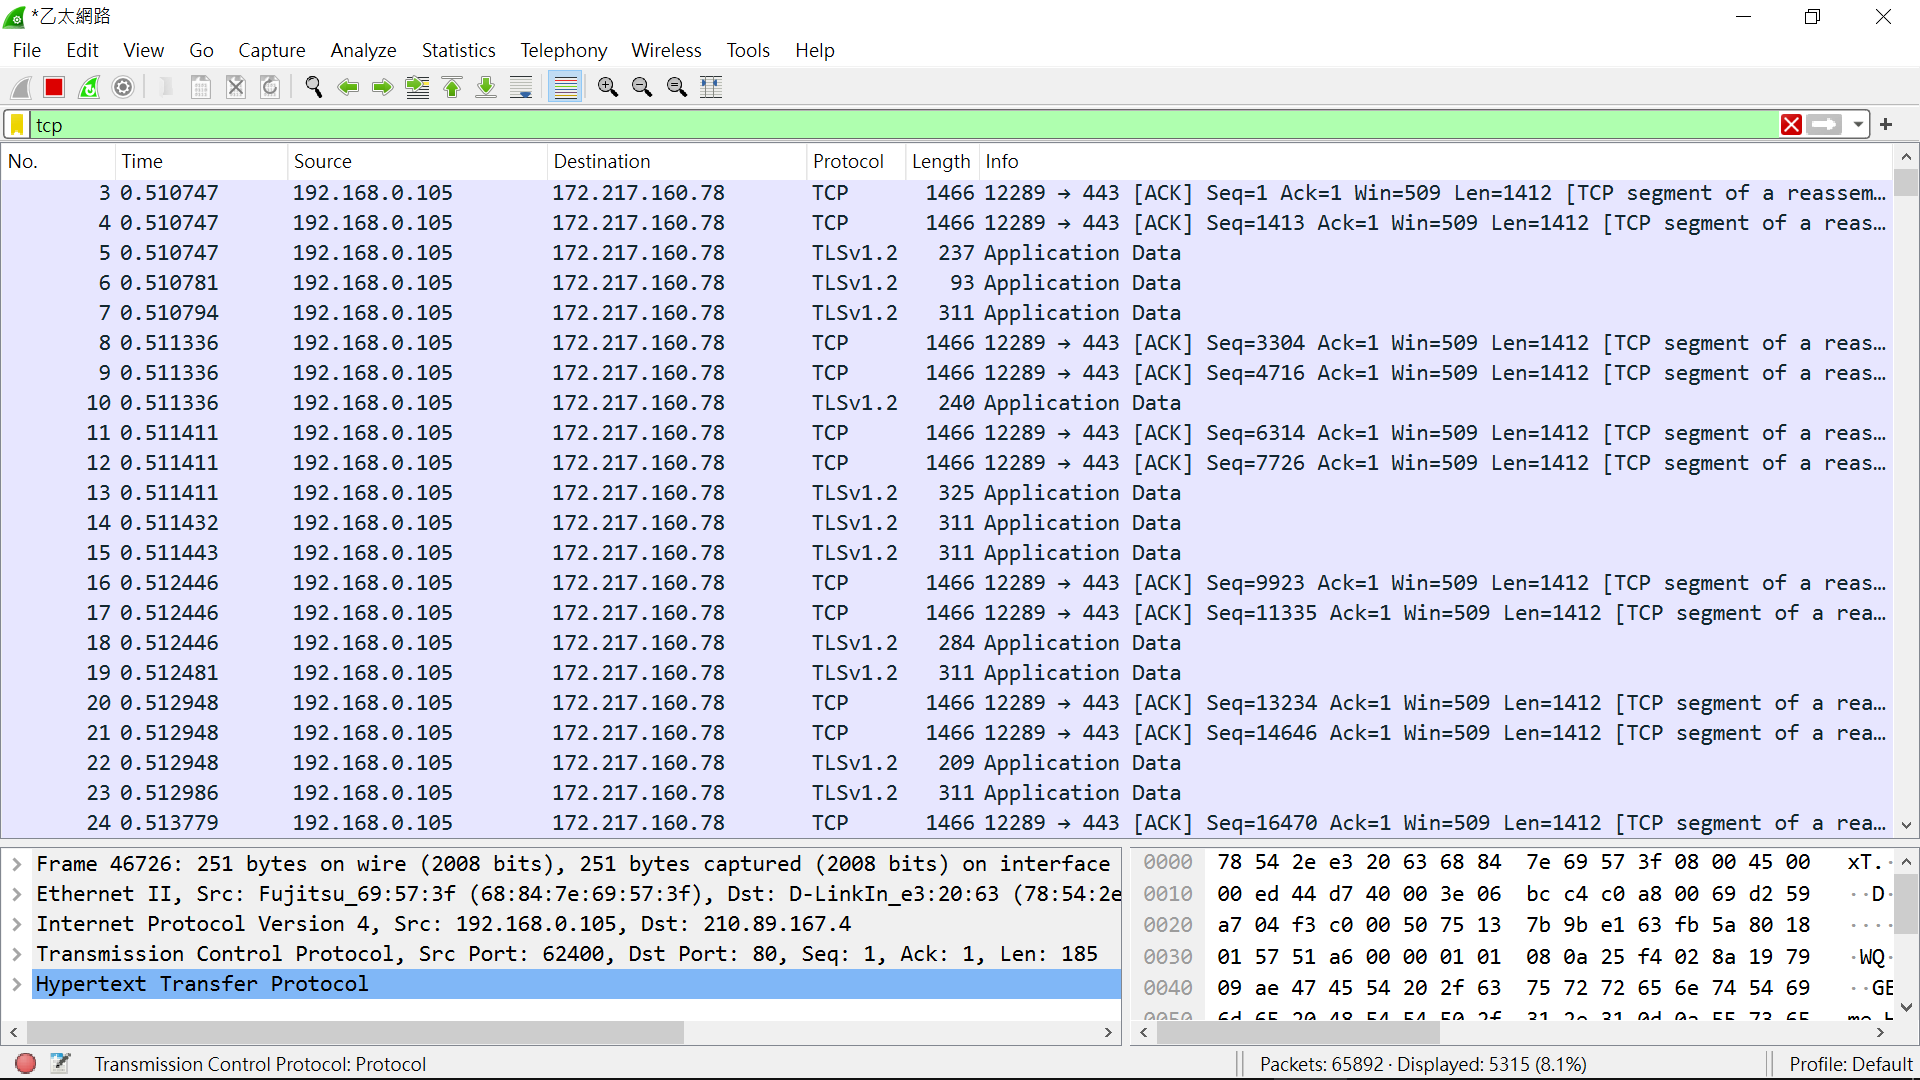 *乙太網路
File Edit View Go Capture Analyze Statistics Telephony Wireless Tools Help
tcp
No. Time Source Destination Protocol Length Info
3 0.510747 192.168.0.105 172.217.160.78 TCP 1466 12289 → 443 [ACK] Seq=1 Ack=1 Win=509 Len=1412 [TCP segment of a reassem…
4 0.510747 192.168.0.105 172.217.160.78 TCP 1466 12289 → 443 [ACK] Seq=1413 Ack=1 Win=509 Len=1412 [TCP segment of a reas…
5 0.510747 192.168.0.105 172.217.160.78 TLSv1.2 237 Application Data
6 0.510781 192.168.0.105 172.217.160.78 TLSv1.2 93 Application Data
7 0.510794 192.168.0.105 172.217.160.78 TLSv1.2 311 Application Data
8 0.511336 192.168.0.105 172.217.160.78 TCP 1466 12289 → 443 [ACK] Seq=3304 Ack=1 Win=509 Len=1412 [TCP segment of a reas…
9 0.511336 192.168.0.105 172.217.160.78 TCP 1466 12289 → 443 [ACK] Seq=4716 Ack=1 Win=509 Len=1412 [TCP segment of a reas…
10 0.511336 192.168.0.105 172.217.160.78 TLSv1.2 240 Application Data
11 0.511411 192.168.0.105 172.217.160.78 TCP 1466 12289 → 443 [ACK] Seq=6314 Ack=1 Win=509 Len=1412 [TCP segment of a reas…
12 0.511411 192.168.0.105 172.217.160.78 TCP 1466 12289 → 443 [ACK] Seq=7726 Ack=1 Win=509 Len=1412 [TCP segment of a reas…
13 0.511411 192.168.0.105 172.217.160.78 TLSv1.2 325 Application Data
14 0.511432 192.168.0.105 172.217.160.78 TLSv1.2 311 Application Data
15 0.511443 192.168.0.105 172.217.160.78 TLSv1.2 311 Application Data
16 0.512446 192.168.0.105 172.217.160.78 TCP 1466 12289 → 443 [ACK] Seq=9923 Ack=1 Win=509 Len=1412 [TCP segment of a reas…
17 0.512446 192.168.0.105 172.217.160.78 TCP 1466 12289 → 443 [ACK] Seq=11335 Ack=1 Win=509 Len=1412 [TCP segment of a rea…
18 0.512446 192.168.0.105 172.217.160.78 TLSv1.2 284 Application Data
19 0.512481 192.168.0.105 172.217.160.78 TLSv1.2 311 Application Data
20 0.512948 192.168.0.105 172.217.160.78 TCP 1466 12289 → 443 [ACK] Seq=13234 Ack=1 Win=509 Len=1412 [TCP segment of a rea…
21 0.512948 192.168.0.105 172.217.160.78 TCP 1466 12289 → 443 [ACK] Seq=14646 Ack=1 Win=509 Len=1412 [TCP segment of a rea…
22 0.512948 192.168.0.105 172.217.160.78 TLSv1.2 209 Application Data
23 0.512986 192.168.0.105 172.217.160.78 TLSv1.2 311 Application Data
24 0.513779 192.168.0.105 172.217.160.78 TCP 1466 12289 → 443 [ACK] Seq=16470 Ack=1 Win=509 Len=1412 [TCP segment of a rea…
Frame 46726: 251 bytes on wire (2008 bits), 251 bytes captured (2008 bits) on interface
Ethernet II, Src: Fujitsu_69:57:3f (68:84:7e:69:57:3f), Dst: D-LinkIn_e3:20:63 (78:54:2e
Internet Protocol Version 4, Src: 192.168.0.105, Dst: 210.89.167.4
Transmission Control Protocol, Src Port: 62400, Dst Port: 80, Seq: 1, Ack: 1, Len: 185
Hypertext Transfer Protocol
0000 78 54 2e e3 20 63 68 84 7e 69 57 3f 08 00 45 00 xT.·
0010 00 ed 44 d7 40 00 3e 06 bc c4 c0 a8 00 69 d2 59 ··D·
0020 a7 04 f3 c0 00 50 75 13 7b 9b e1 63 fb 5a 80 18 ····
0030 01 57 51 a6 00 00 01 01 08 0a 25 f4 02 8a 19 79 ·WQ·
0040 09 ae 47 45 54 20 2f 63 75 72 72 65 6e 74 54 69 ··GE
0050 6d 65 20 48 54 54 50 2f 31 2e 31 0d 0a 55 73 65 me H
Transmission Control Protocol: Protocol
Packets: 65892 · Displayed: 5315 (8.1%)
Profile: Default